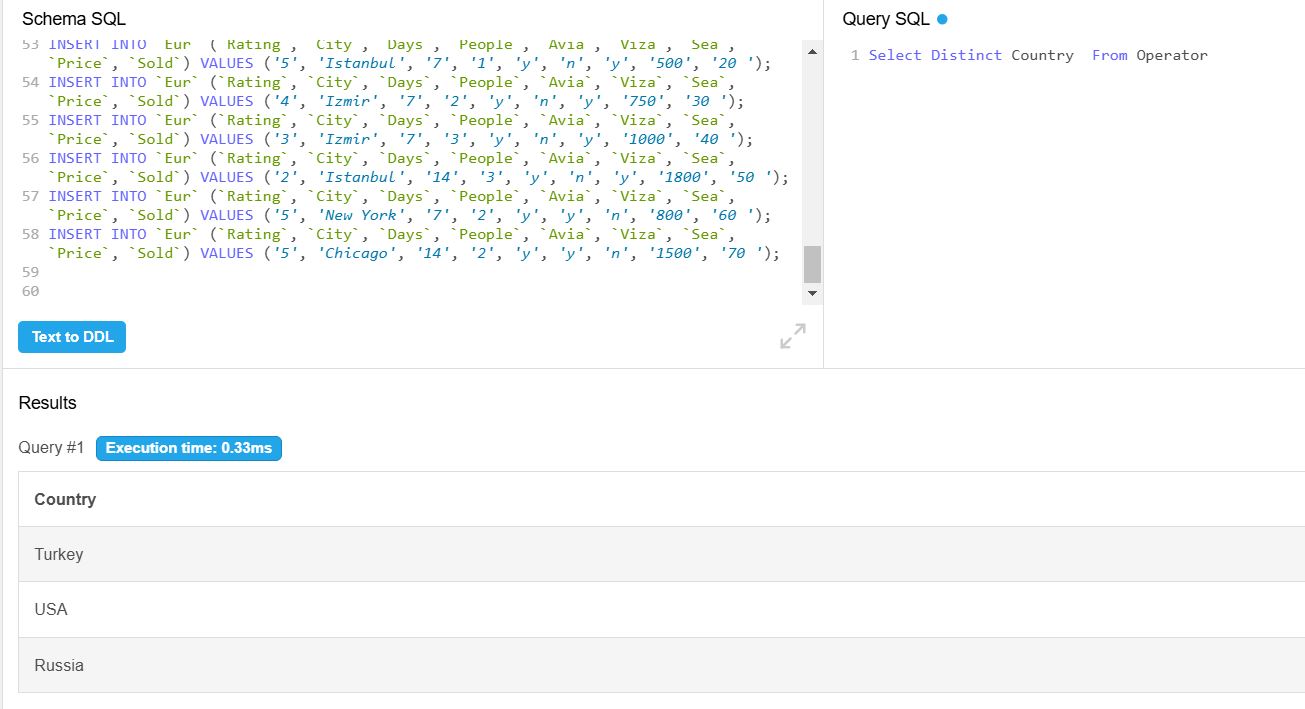 Schema SQL
53 INSERT INTO `Eur` (`Rating`, `City`, `Days`, `People`, `Avia`, `Viza`, `Sea`,
`Price`, `Sold`) VALUES ('5', 'Istanbul', '7', '1', 'y', 'n', 'y', '500', '20 ');
54 INSERT INTO `Eur` (`Rating`, `City`, `Days`, `People`, `Avia`, `Viza`, `Sea`,
`Price`, `Sold`) VALUES ('4', 'Izmir', '7', '2', 'y', 'n', 'y', '750', '30 ');
55 INSERT INTO `Eur` (`Rating`, `City`, `Days`, `People`, `Avia`, `Viza`, `Sea`,
`Price`, `Sold`) VALUES ('3', 'Izmir', '7', '3', 'y', 'n', 'y', '1000', '40 ');
56 INSERT INTO `Eur` (`Rating`, `City`, `Days`, `People`, `Avia`, `Viza`, `Sea`,
`Price`, `Sold`) VALUES ('2', 'Istanbul', '14', '3', 'y', 'n', 'y', '1800', '50 ');
57 INSERT INTO `Eur` (`Rating`, `City`, `Days`, `People`, `Avia`, `Viza`, `Sea`,
`Price`, `Sold`) VALUES ('5', 'New York', '7', '2', 'y', 'y', 'n', '800', '60 ');
58 INSERT INTO `Eur` (`Rating`, `City`, `Days`, `People`, `Avia`, `Viza`, `Sea`,
`Price`, `Sold`) VALUES ('5', 'Chicago', '14', '2', 'y', 'y', 'n', '1500', '70 ');
59
60
Text to DDL
Query SQL
1 Select Distinct Country  From Operator
Results
Query #1 Execution time: 0.33ms
Country
Turkey
USA
Russia